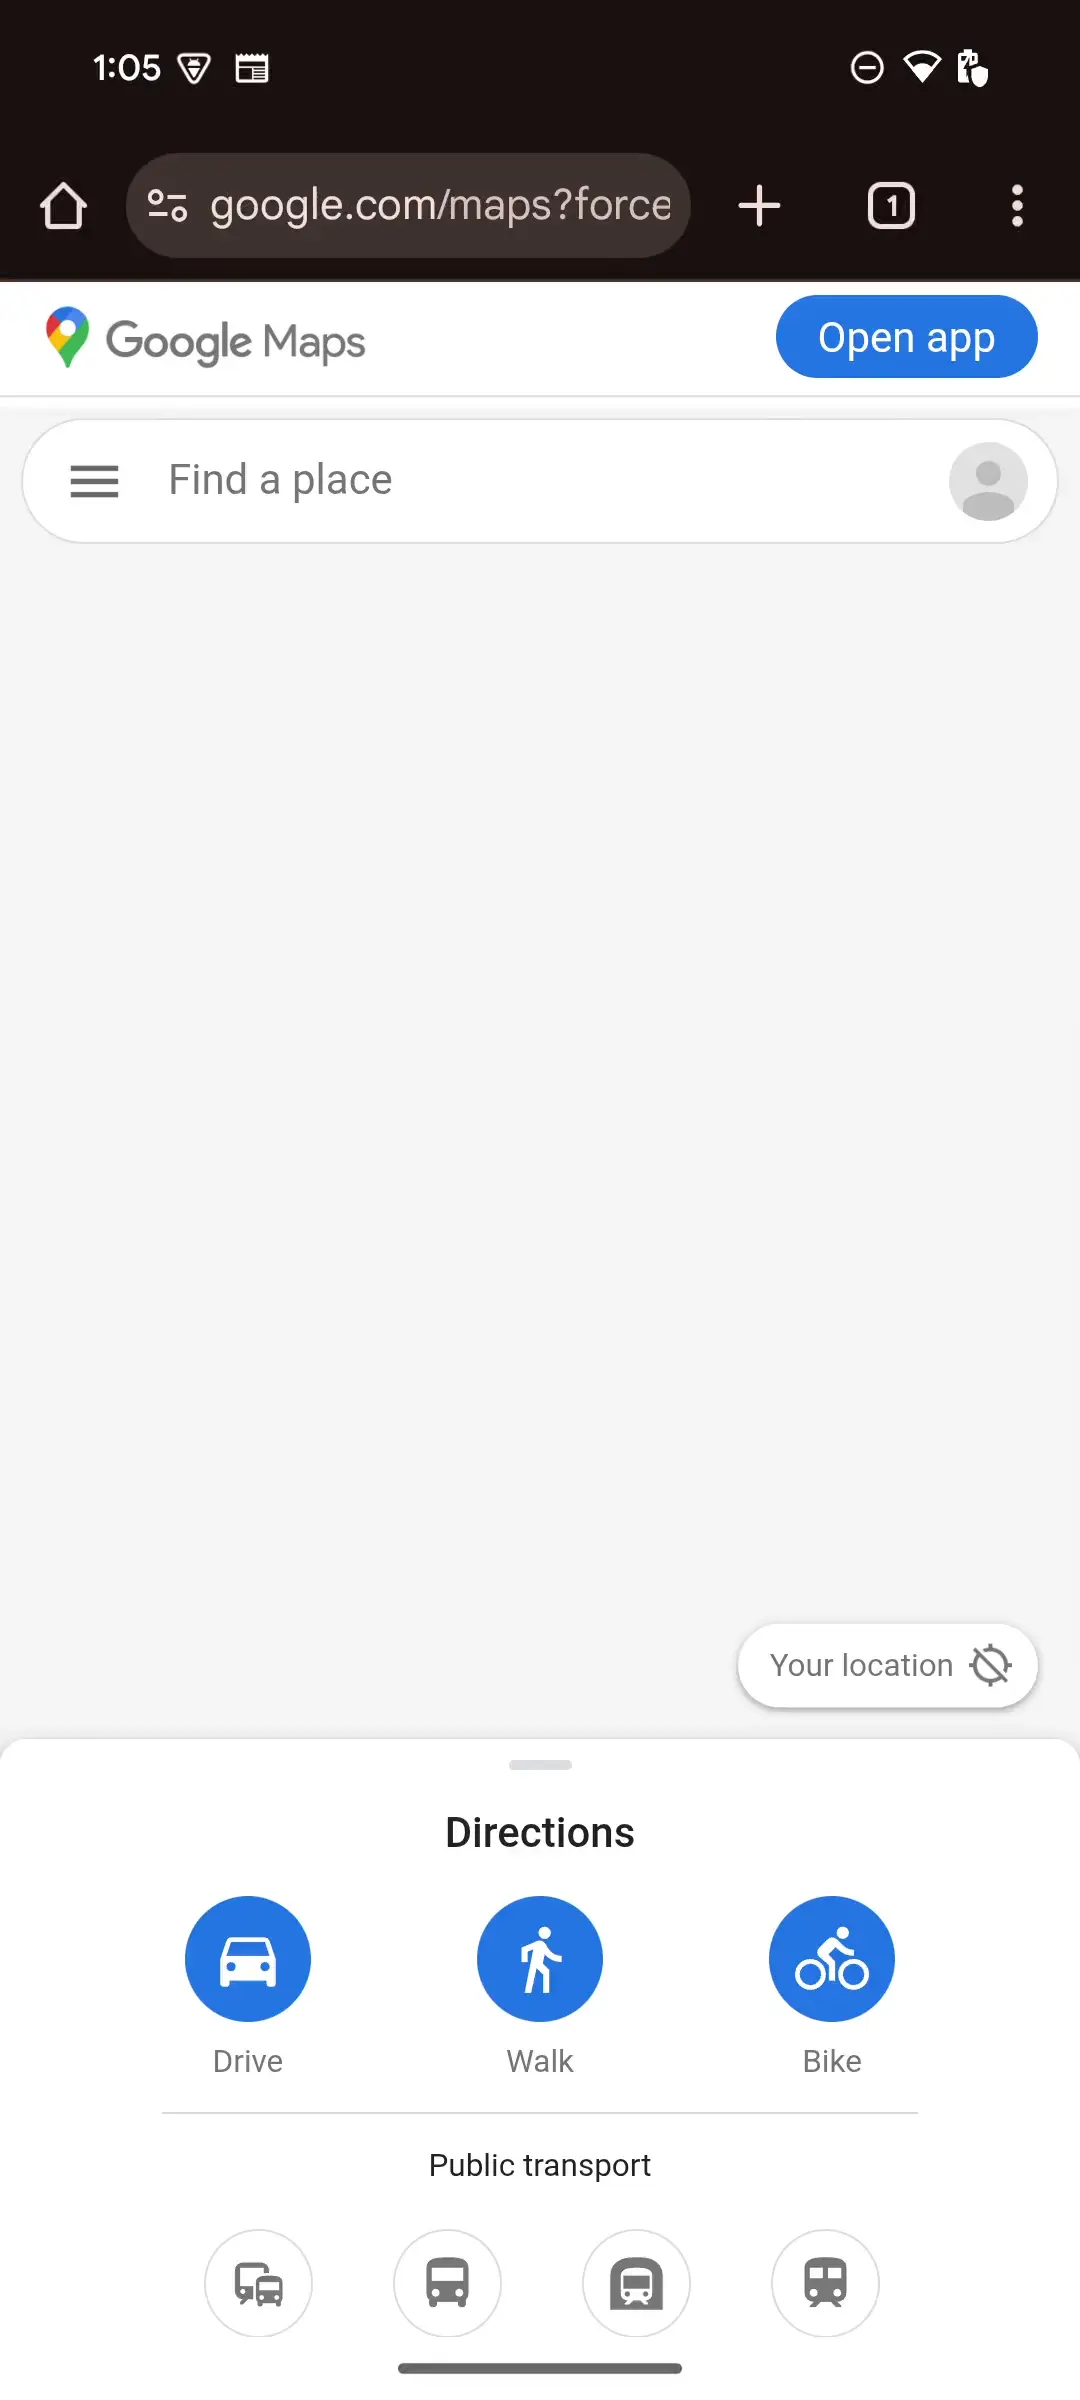 1:05
google.com/maps?force
1
Google Maps
Open app
Find a place
Your location
Directions
Drive
Walk
Bike
Public transport